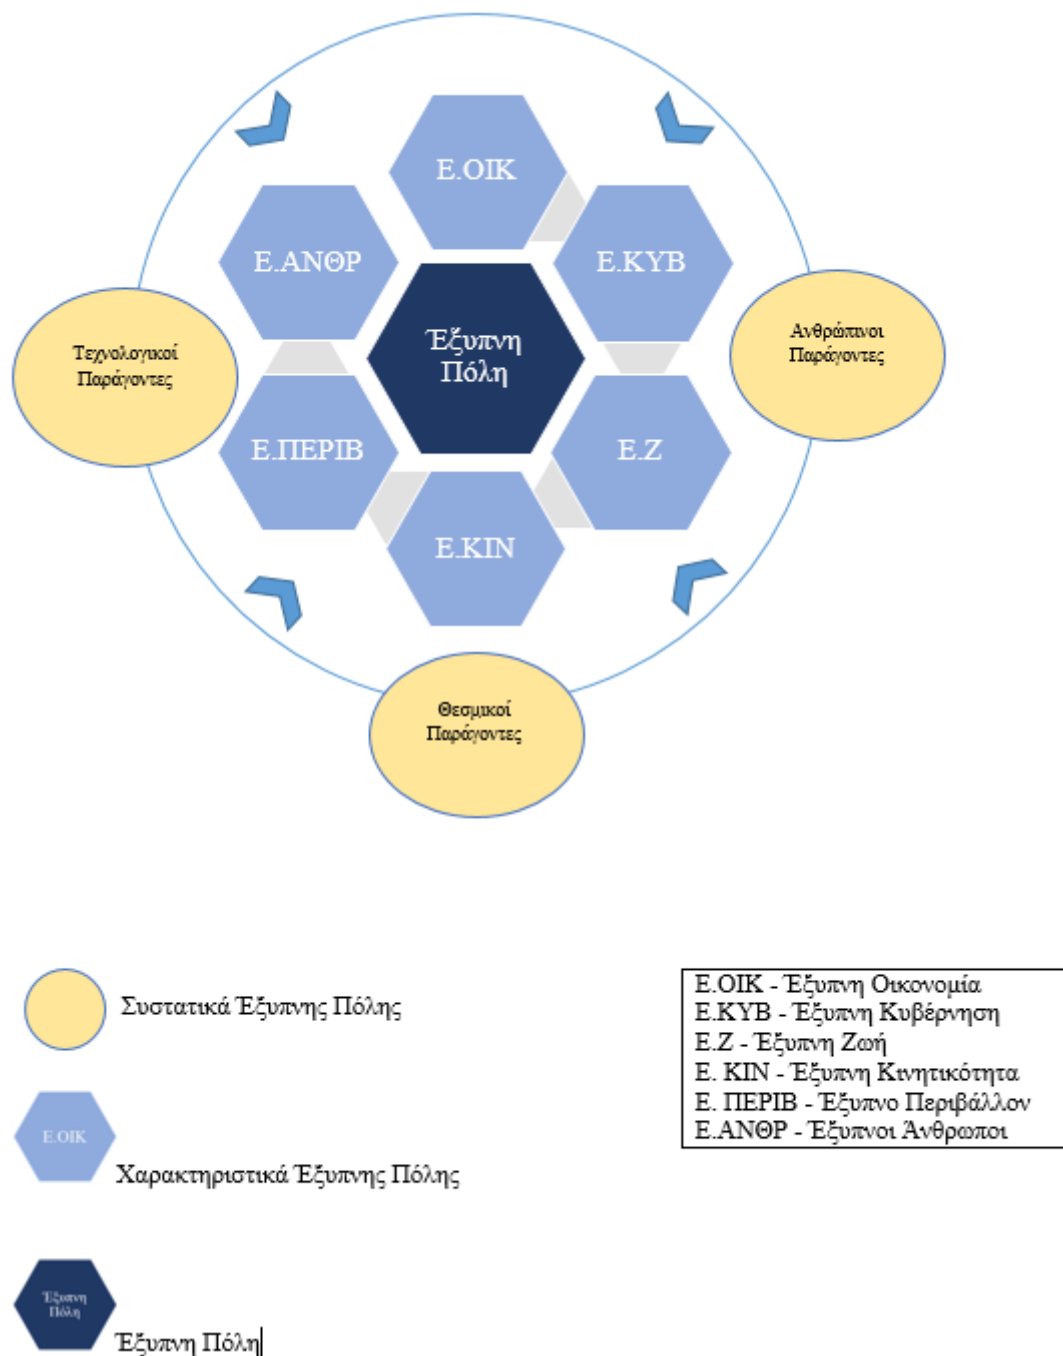 Ε.ΟΙΚ
Ε.ΑΝΘΡ
Ε.ΚΥΒ
Έξυπνη
Πόλη
Τεχνολογικοί
Παράγοντες
Ανθρώπινοι
Παράγοντες
Ε.ΠΕΡΙΒ
Ε.Ζ
Ε.ΚΙΝ
Θεσμικοί
Παράγοντες
Συστατικά Έξυπνης Πόλης
Ε.ΟΙΚ
Χαρακτηριστικά Έξυπνης Πόλης
Έξυπνη
Πόλη
Έξυπνη Πόλη
Ε.ΟΙΚ - Έξυπνη Οικονομία
Ε.ΚΥΒ - Έξυπνη Κυβέρνηση
Ε.Ζ - Έξυπνη Ζωή
Ε. ΚΙΝ - Έξυπνη Κινητικότητα
Ε. ΠΕΡΙΒ - Έξυπνο Περιβάλλον
Ε.ΑΝΘΡ - Έξυπνοι Άνθρωποι